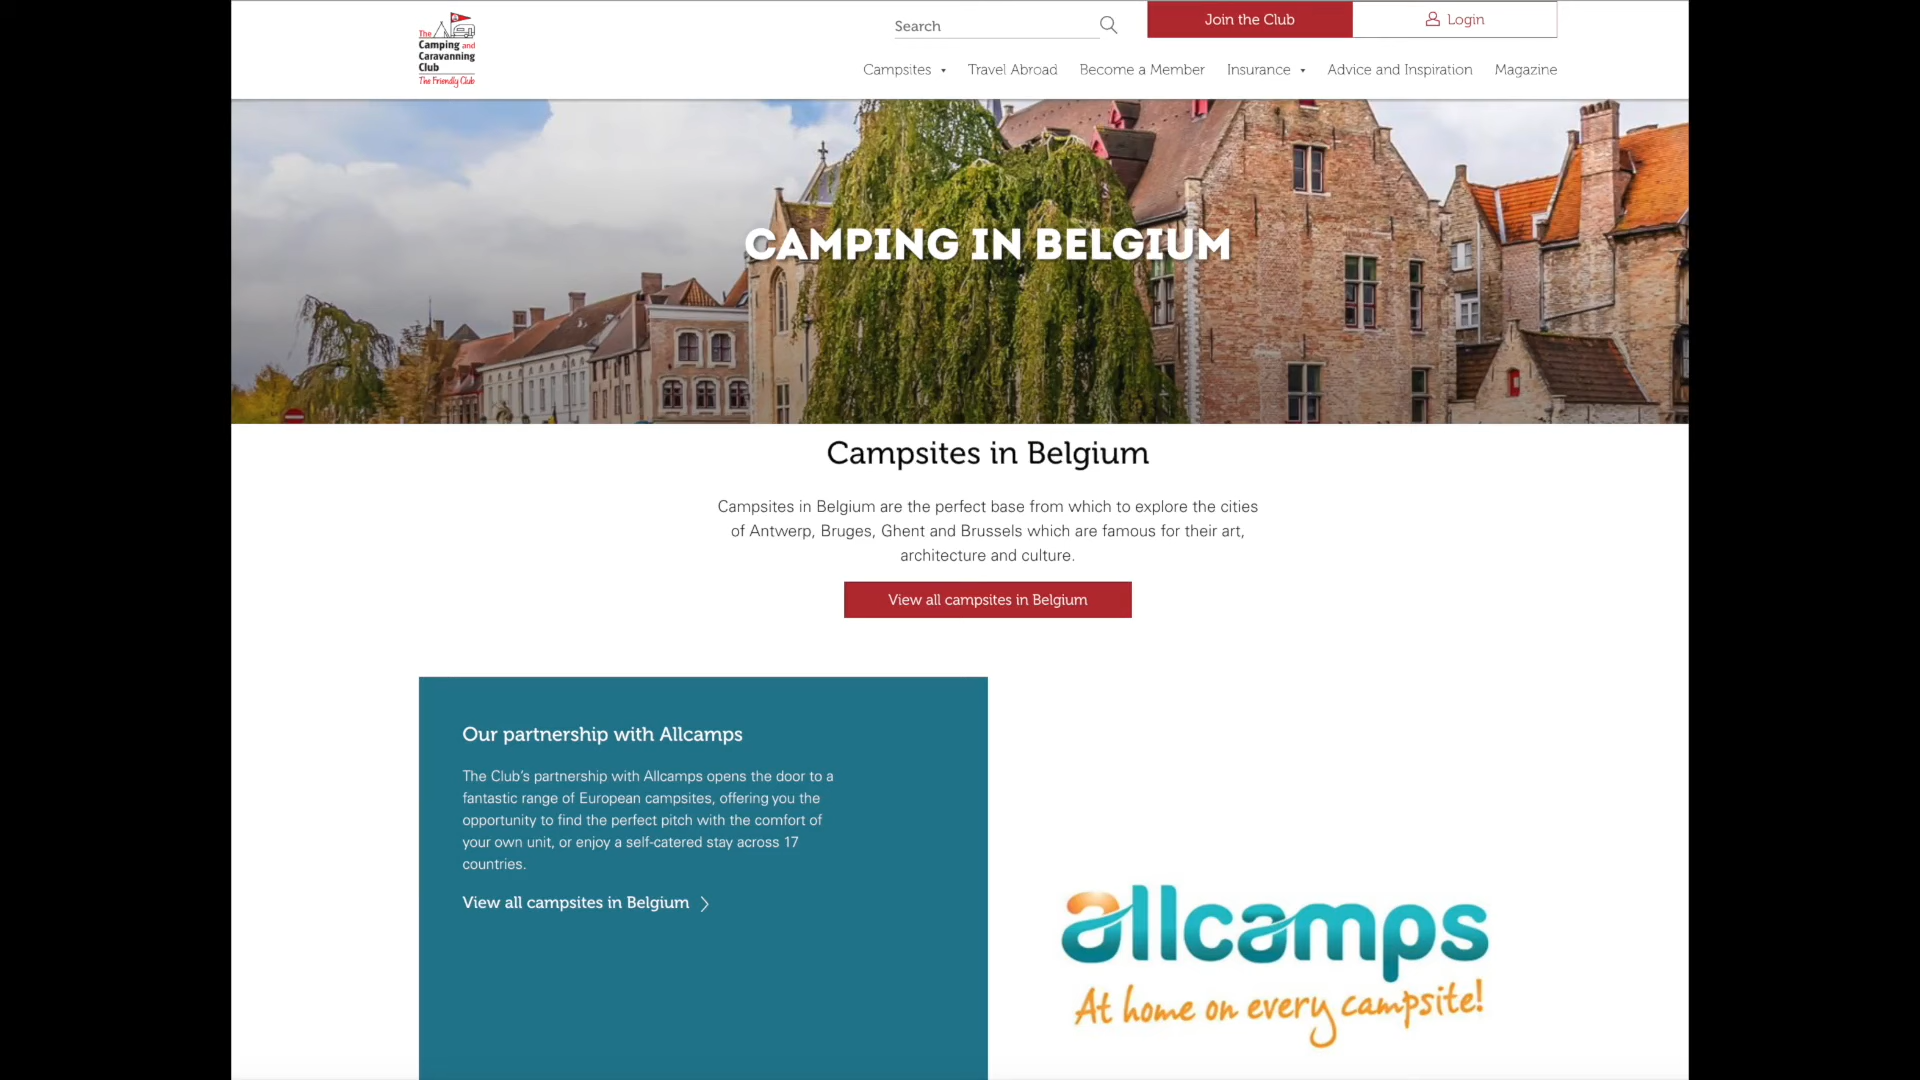 The
Camping and
Caravanning
Club
The Friendly Club
Search
Join the Club
Login
Campsites
Travel Abroad
Become a Member
Insurance
Advice and Inspiration
Magazine
CAMPING IN BELGIUM
Campsites in Belgium
Campsites in Belgium are the perfect base from which to explore the cities
of Antwerp, Bruges, Ghent and Brussels which are famous for their art,
architecture and culture.
View all campsites in Belgium
Our partnership with Allcamps
The Club's partnership with Allcamps opens the door to a
fantastic range of European campsites, offering you the
opportunity to find the perfect pitch with the comfort of
your own unit, or enjoy a self-catered stay across 17
countries.
View all campsites in Belgium
allcamps
At home on every campsite!